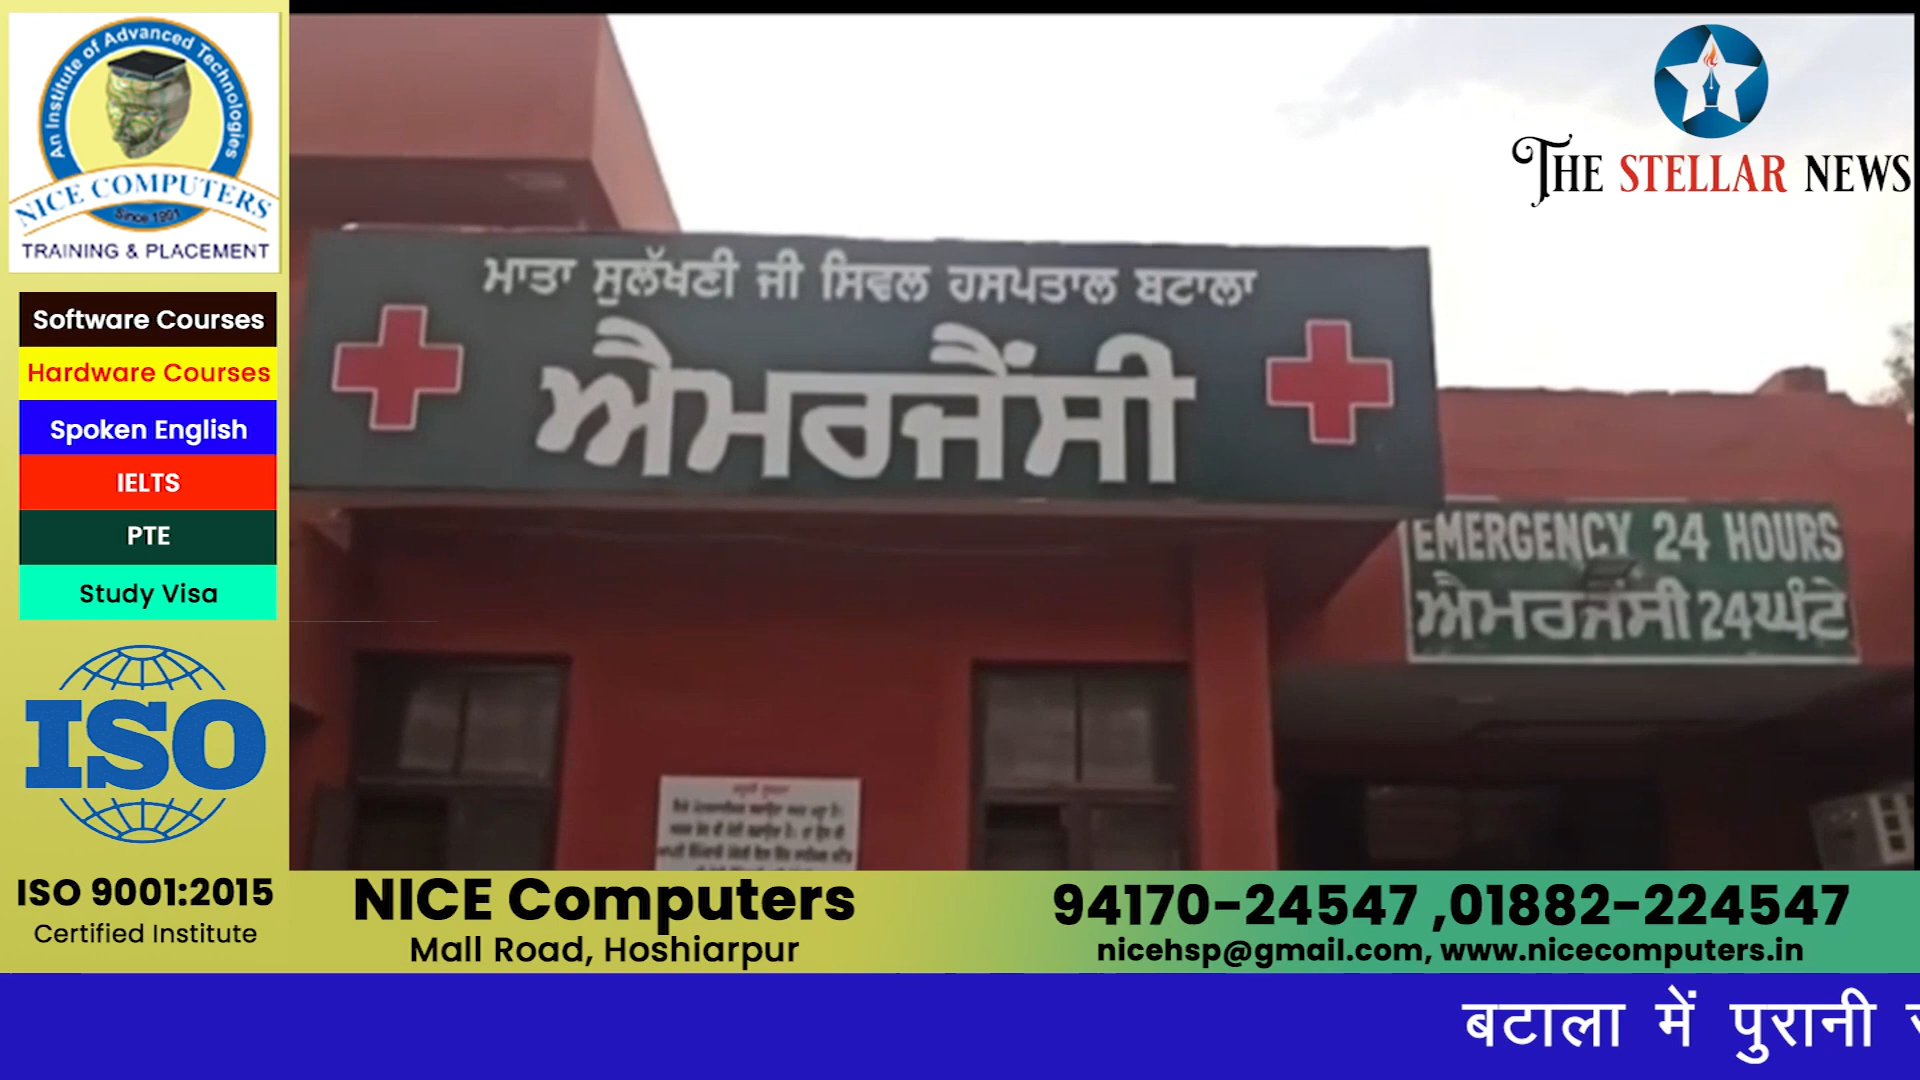 An Institute of Advanced Technologies
NICE COMPUTERS
Since 1991
TRAINING & PLACEMENT
Software Courses
Hardware Courses
Spoken English
IELTS
PTE
Study Visa
ISO
ISO 9001:2015
Certified Institute
THE STELLAR NEWS
ਮਾਤਾ ਸੁਲੱਖਣੀ ਜੀ ਸਿਵਲ ਹਸਪਤਾਲ ਬਟਾਲਾ
ਐਮਰਜੈਂਸੀ
EMERGENCY 24 HOURS
ਐਮਰਜੰਸੀ 24 ਘੰਟੇ
NICE Computers
Mall Road, Hoshiarpur
94170-24547 ,01882-224547
nicehsp@gmail.com, www.nicecomputers.in
बटाला में पुरानी